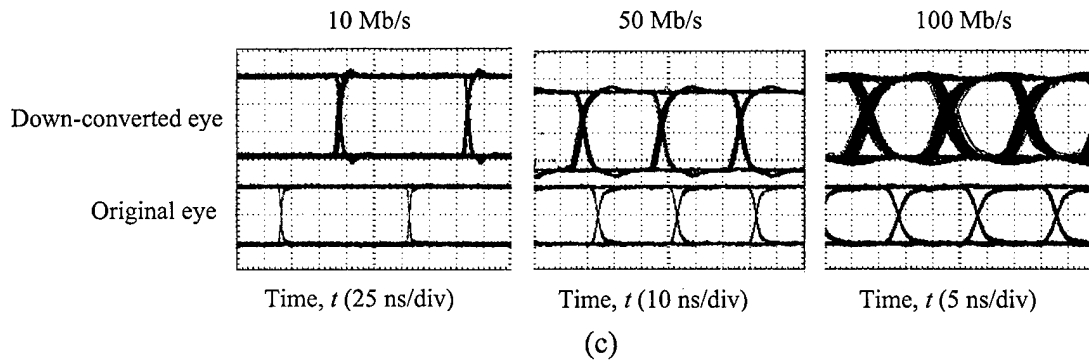 10 Mb/s 50 Mb/s 100 Mb/s
Down-converted eye
Original eye
Time, t (25 ns/div) Time, t (10 ns/div) Time, t (5 ns/div)
(c)